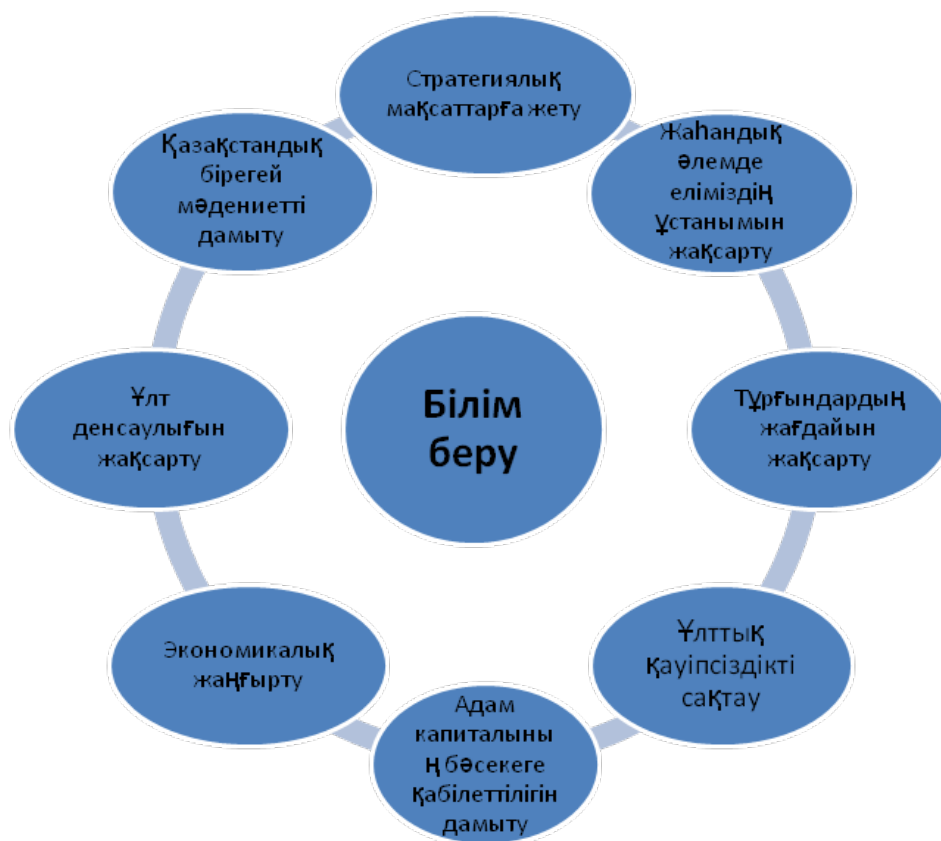 Стратегиялық
мақсаттарға жету
Жаһандық
әлемде
еліміздің
ұстанымын
жақсарту
Тұрғындардың
жағдайын
жақсарту
Ұлттық
қауіпсіздікті
сақтау
Адам
капиталыны
ң бәсекеге
қабілеттілігін
дамыту
Экономикалық
жаңғырту
Ұлт
денсаулығын
жақсарту
Қазақстандық
бірегей
мәдениетті
дамыту
Білім
беру